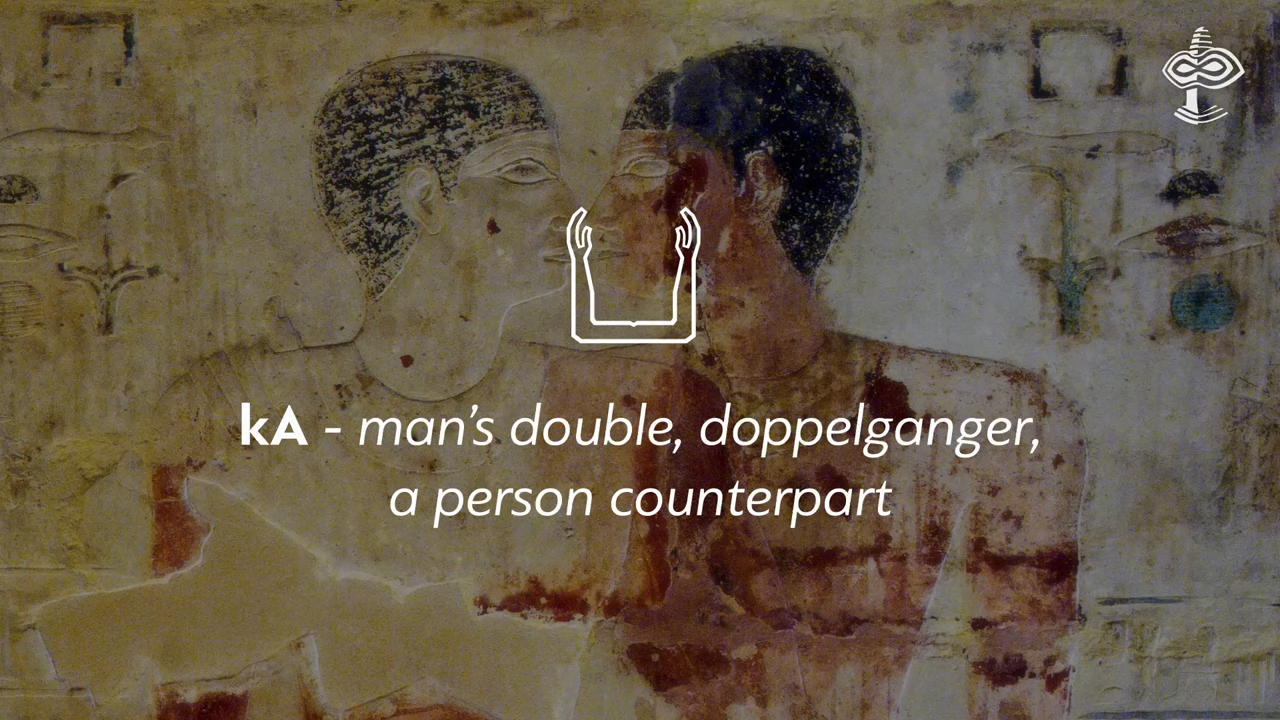 kA - man’s double, doppelganger,
a person counterpart